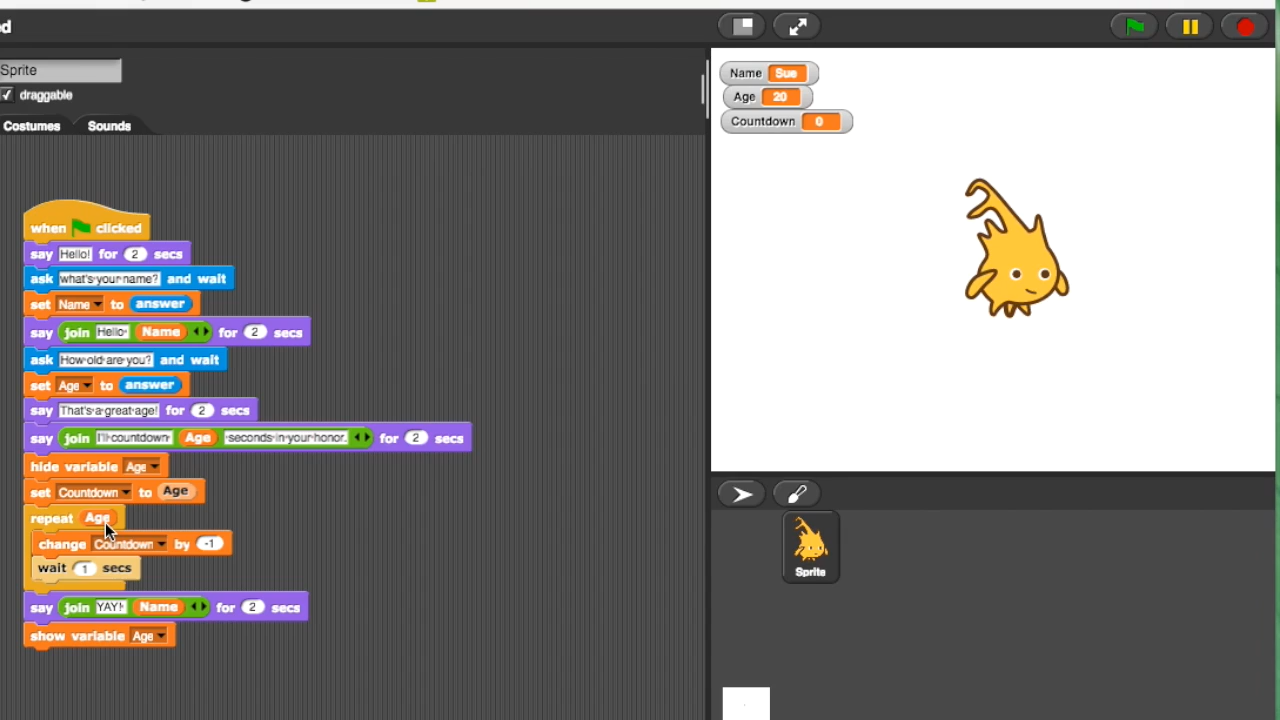 ed
Sprite
draggable
Costumes Sounds
Name Sue
Age 20
Countdown 0
when clicked
say Hello! for 2 secs
ask what's your name? and wait
set Name to answer
say join Hello Name for 2 secs
ask How old are you? and wait
set Age to answer
say That's a great age! for 2 secs
say join I'll countdown Age seconds in your honor. for 2 secs
hide variable Age
set Countdown to Age
repeat Age
change Countdown by -1
wait 1 secs
say join YAY! Name for 2 secs
show variable Age
Sprite